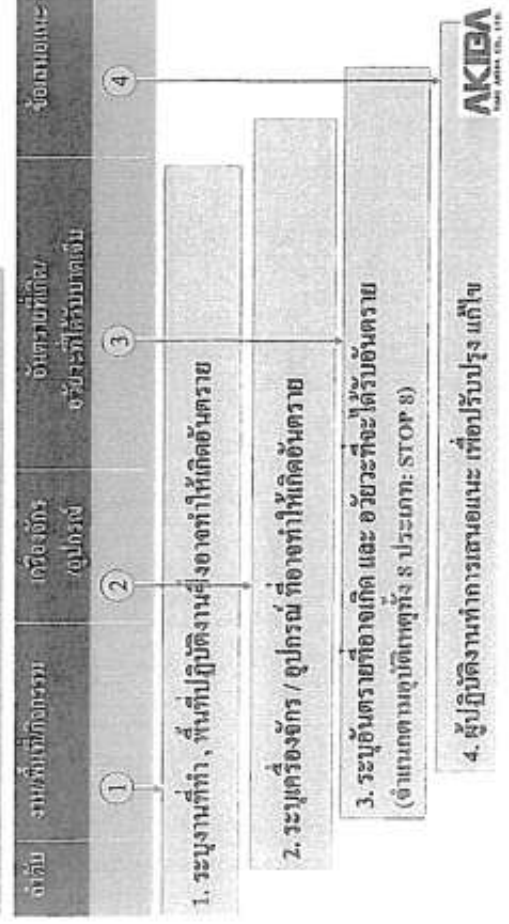 ลำดับ
งาน/พื้นที่/กิจกรรม
เครื่องจักร
/อุปกรณ์
อันตรายที่เกิด/
อวัยวะที่ได้รับบาดเจ็บ
ข้อเสนอแนะ
1
2
3
4
1. ระบุงานที่ทำ , พื้นที่ปฏิบัติงานซึ่งอาจทำให้เกิดอันตราย
2. ระบุเครื่องจักร / อุปกรณ์ ที่อาจทำให้เกิดอันตราย
3. ระบุอันตรายที่อาจเกิด และ อวัยวะที่จะได้รับอันตราย
(จำแนกตามอุบัติเหตุทั้ง 8 ประเภท: STOP 8)
4. ผู้ปฏิบัติงานทำการเสนอแนะ เพื่อปรับปรุง แก้ไข
AKIBA
THAI AKIBA CO., LTD.